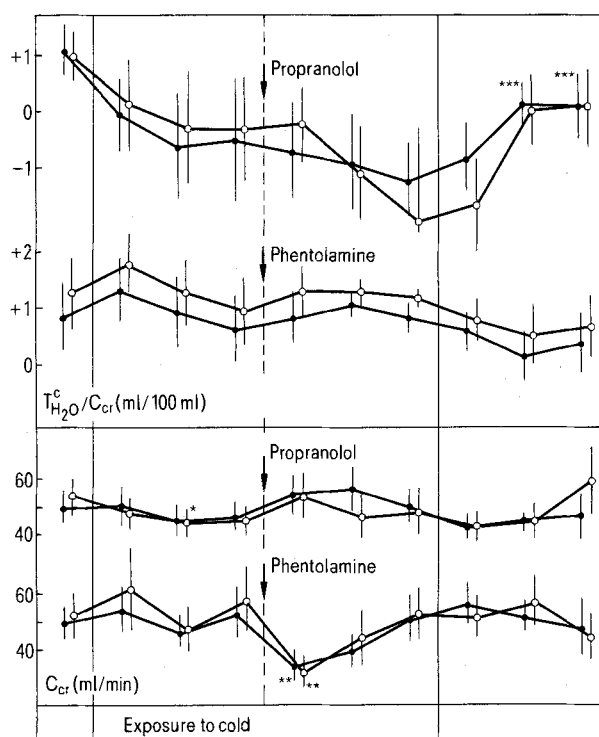 +1
Propranolol
*** ***
0
−1
+2
Phentolamine
+1
0
T^c_H₂O/C_cr (ml/100 ml)
Propranolol
60
*
40
Phentolamine
60
40
** **
C_cr (ml/min)
Exposure to cold